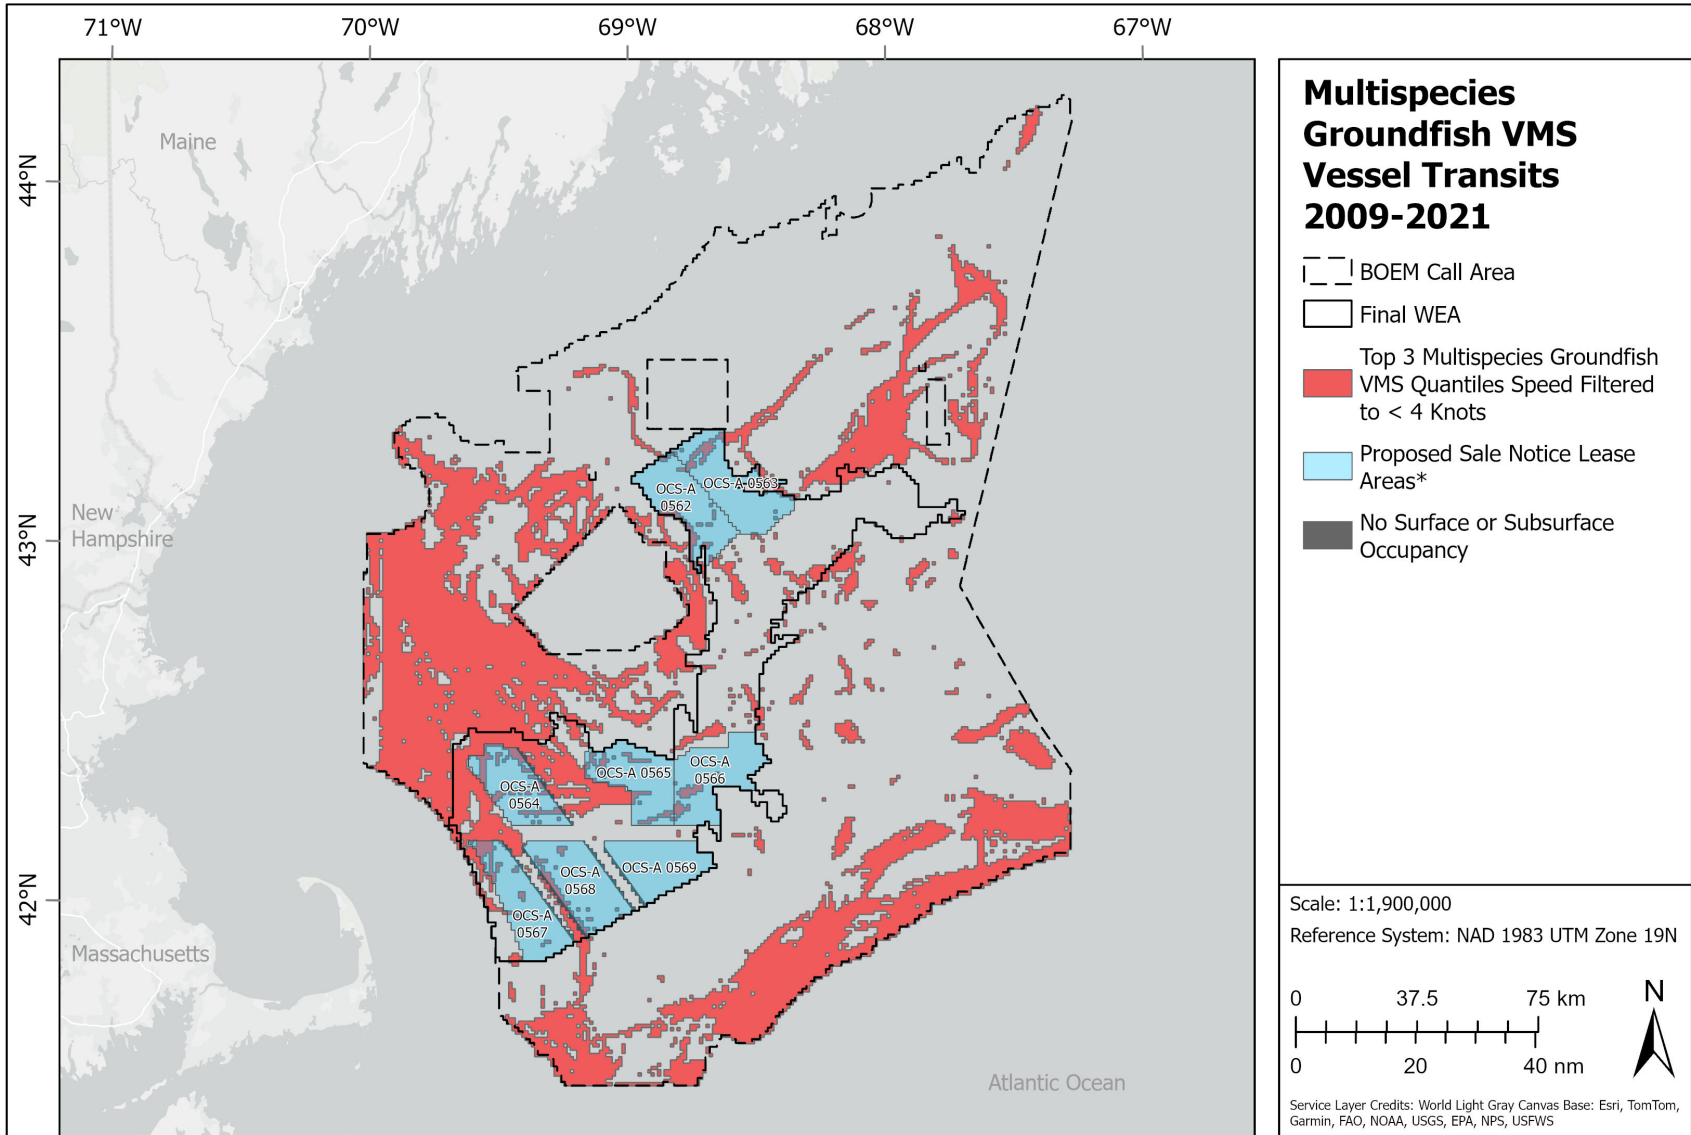 71°W
70°W
69°W
68°W
67°W
44°N
43°N
42°N
Maine
New
Hampshire
Massachusetts
Atlantic Ocean
OCS-A
0562
OCS-A 0563
OCS-A
0564
OCS-A 0565
OCS-A
0566
OCS-A
0567
OCS-A
0568
OCS-A 0569
Multispecies
Groundfish VMS
Vessel Transits
2009-2021
BOEM Call Area
Final WEA
Top 3 Multispecies Groundfish
VMS Quantiles Speed Filtered
to < 4 Knots
Proposed Sale Notice Lease
Areas*
No Surface or Subsurface
Occupancy
Scale: 1:1,900,000
Reference System: NAD 1983 UTM Zone 19N
0 37.5 75 km
0 20 40 nm
N
Service Layer Credits: World Light Gray Canvas Base: Esri, TomTom,
Garmin, FAO, NOAA, USGS, EPA, NPS, USFWS